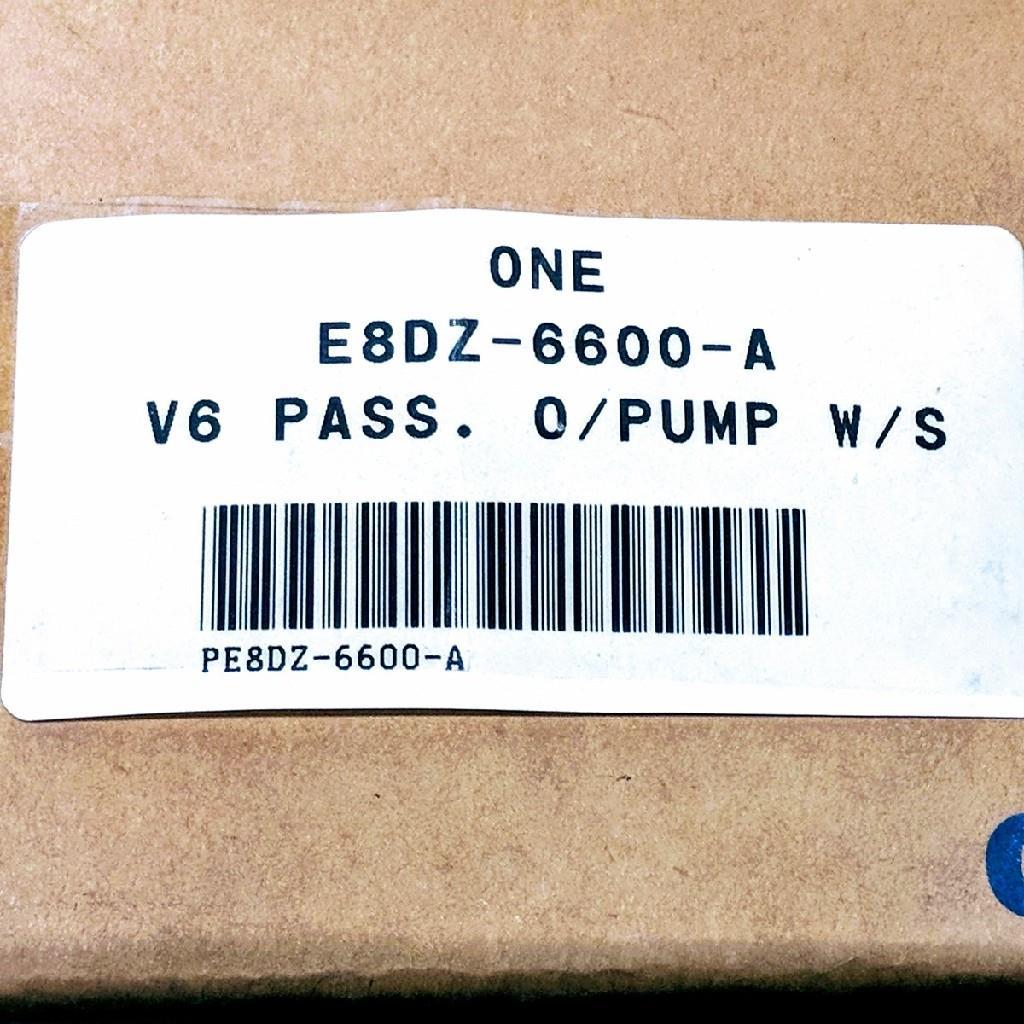 ONE
E8DZ-6600-A
V6 PASS. O/PUMP W/S
PE8DZ-6600-A